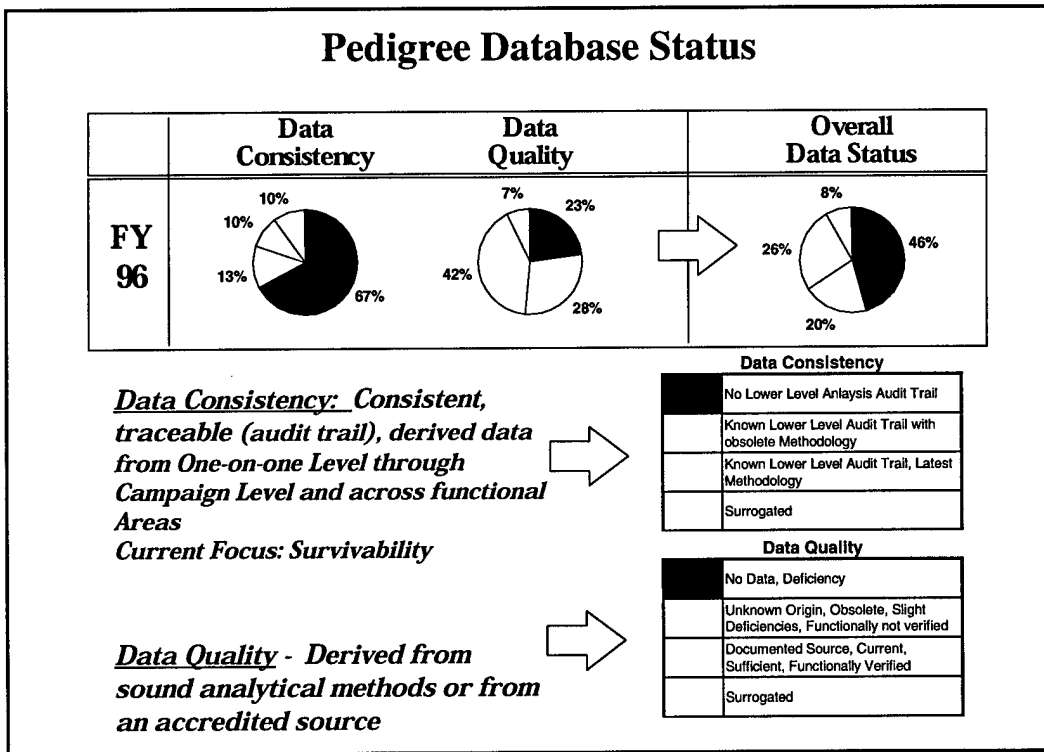 Pedigree Database Status
Data
Consistency
Data
Quality
Overall
Data Status
FY
96
10%
10%
13%
67%
7%
23%
42%
28%
8%
46%
26%
20%
Data Consistency: Consistent,
traceable (audit trail), derived data
from One-on-one Level through
Campaign Level and across functional
Areas
Current Focus: Survivability
Data Consistency
No Lower Level Anlaysis Audit Trail
Known Lower Level Audit Trail with
obsolete Methodology
Known Lower Level Audit Trail, Latest
Methodology
Surrogated
Data Quality - Derived from
sound analytical methods or from
an accredited source
Data Quality
No Data, Deficiency
Unknown Origin, Obsolete, Slight
Deficiencies, Functionally not verified
Documented Source, Current,
Sufficient, Functionally Verified
Surrogated